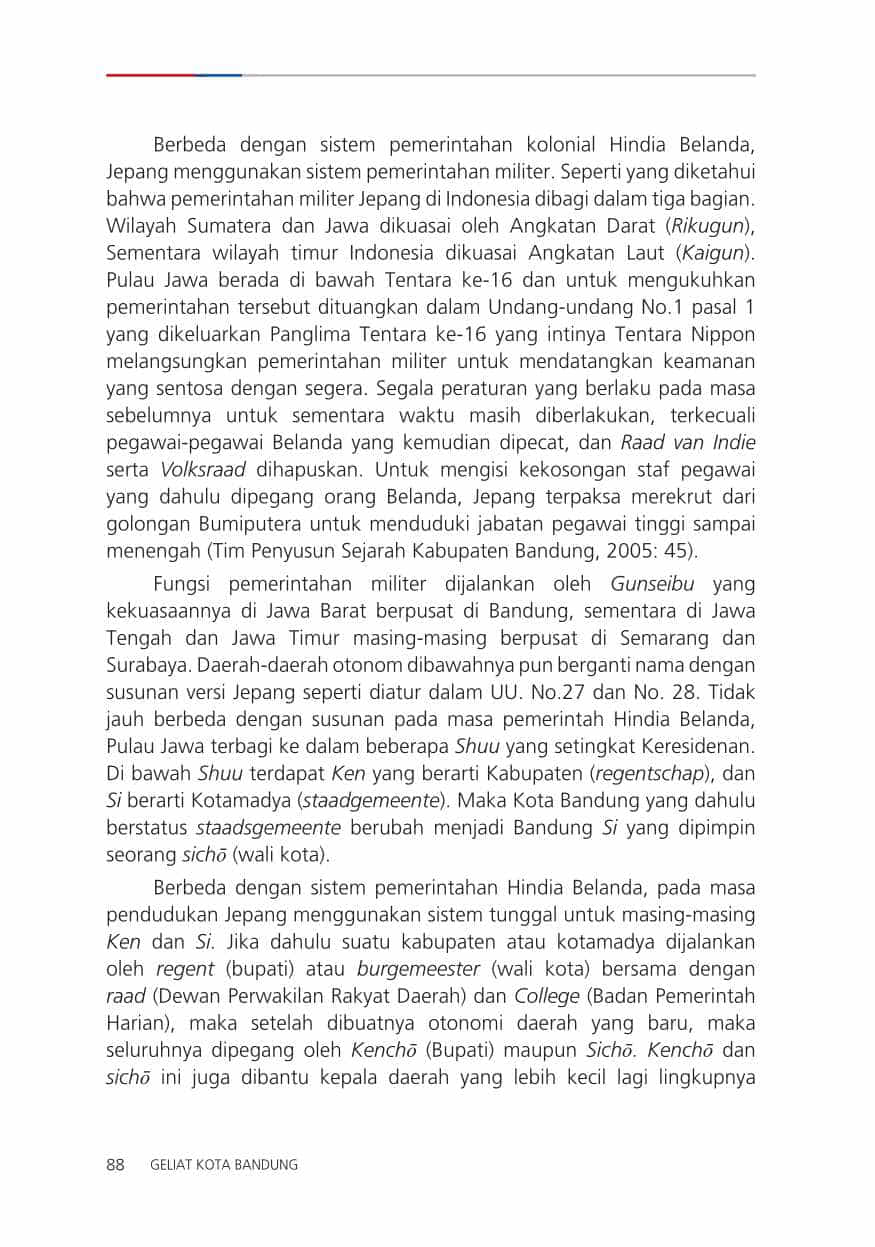 Berbeda dengan sistem pemerintahan kolonial Hindia Belanda,
Jepang menggunakan sistem pemerintahan militer. Seperti yang diketahui
bahwa pemerintahan militer Jepang di Indonesia dibagi dalam tiga bagian.
Wilayah Sumatera dan Jawa dikuasai oleh Angkatan Darat (Rikugun),
Sementara wilayah timur Indonesia dikuasai Angkatan Laut (Kaigun).
Pulau Jawa berada di bawah Tentara ke-16 dan untuk mengukuhkan
pemerintahan tersebut dituangkan dalam Undang-undang No.1 pasal 1
yang dikeluarkan Panglima Tentara ke-16 yang intinya Tentara Nippon
melangsungkan pemerintahan militer untuk mendatangkan keamanan
yang sentosa dengan segera. Segala peraturan yang berlaku pada masa
sebelumnya untuk sementara waktu masih diberlakukan, terkecuali
pegawai-pegawai Belanda yang kemudian dipecat, dan Raad van Indie
serta Volksraad dihapuskan. Untuk mengisi kekosongan staf pegawai
yang dahulu dipegang orang Belanda, Jepang terpaksa merekrut dari
golongan Bumiputera untuk menduduki jabatan pegawai tinggi sampai
menengah (Tim Penyusun Sejarah Kabupaten Bandung, 2005: 45).
Fungsi pemerintahan militer dijalankan oleh Gunseibu yang
kekuasaannya di Jawa Barat berpusat di Bandung, sementara di Jawa
Tengah dan Jawa Timur masing-masing berpusat di Semarang dan
Surabaya. Daerah-daerah otonom dibawahnya pun berganti nama dengan
susunan versi Jepang seperti diatur dalam UU. No.27 dan No. 28. Tidak
jauh berbeda dengan susunan pada masa pemerintah Hindia Belanda,
Pulau Jawa terbagi ke dalam beberapa Shuu yang setingkat Keresidenan.
Di bawah Shuu terdapat Ken yang berarti Kabupaten (regentschap), dan
Si berarti Kotamadya (staadgemeente). Maka Kota Bandung yang dahulu
berstatus staadsgemeente berubah menjadi Bandung Si yang dipimpin
seorang sichō (wali kota).
Berbeda dengan sistem pemerintahan Hindia Belanda, pada masa
pendudukan Jepang menggunakan sistem tunggal untuk masing-masing
Ken dan Si. Jika dahulu suatu kabupaten atau kotamadya dijalankan
oleh regent (bupati) atau burgemeester (wali kota) bersama dengan
raad (Dewan Perwakilan Rakyat Daerah) dan College (Badan Pemerintah
Harian), maka setelah dibuatnya otonomi daerah yang baru, maka
seluruhnya dipegang oleh Kenchō (Bupati) maupun Sichō. Kenchō dan
sichō ini juga dibantu kepala daerah yang lebih kecil lagi lingkupnya
88 GELIAT KOTA BANDUNG